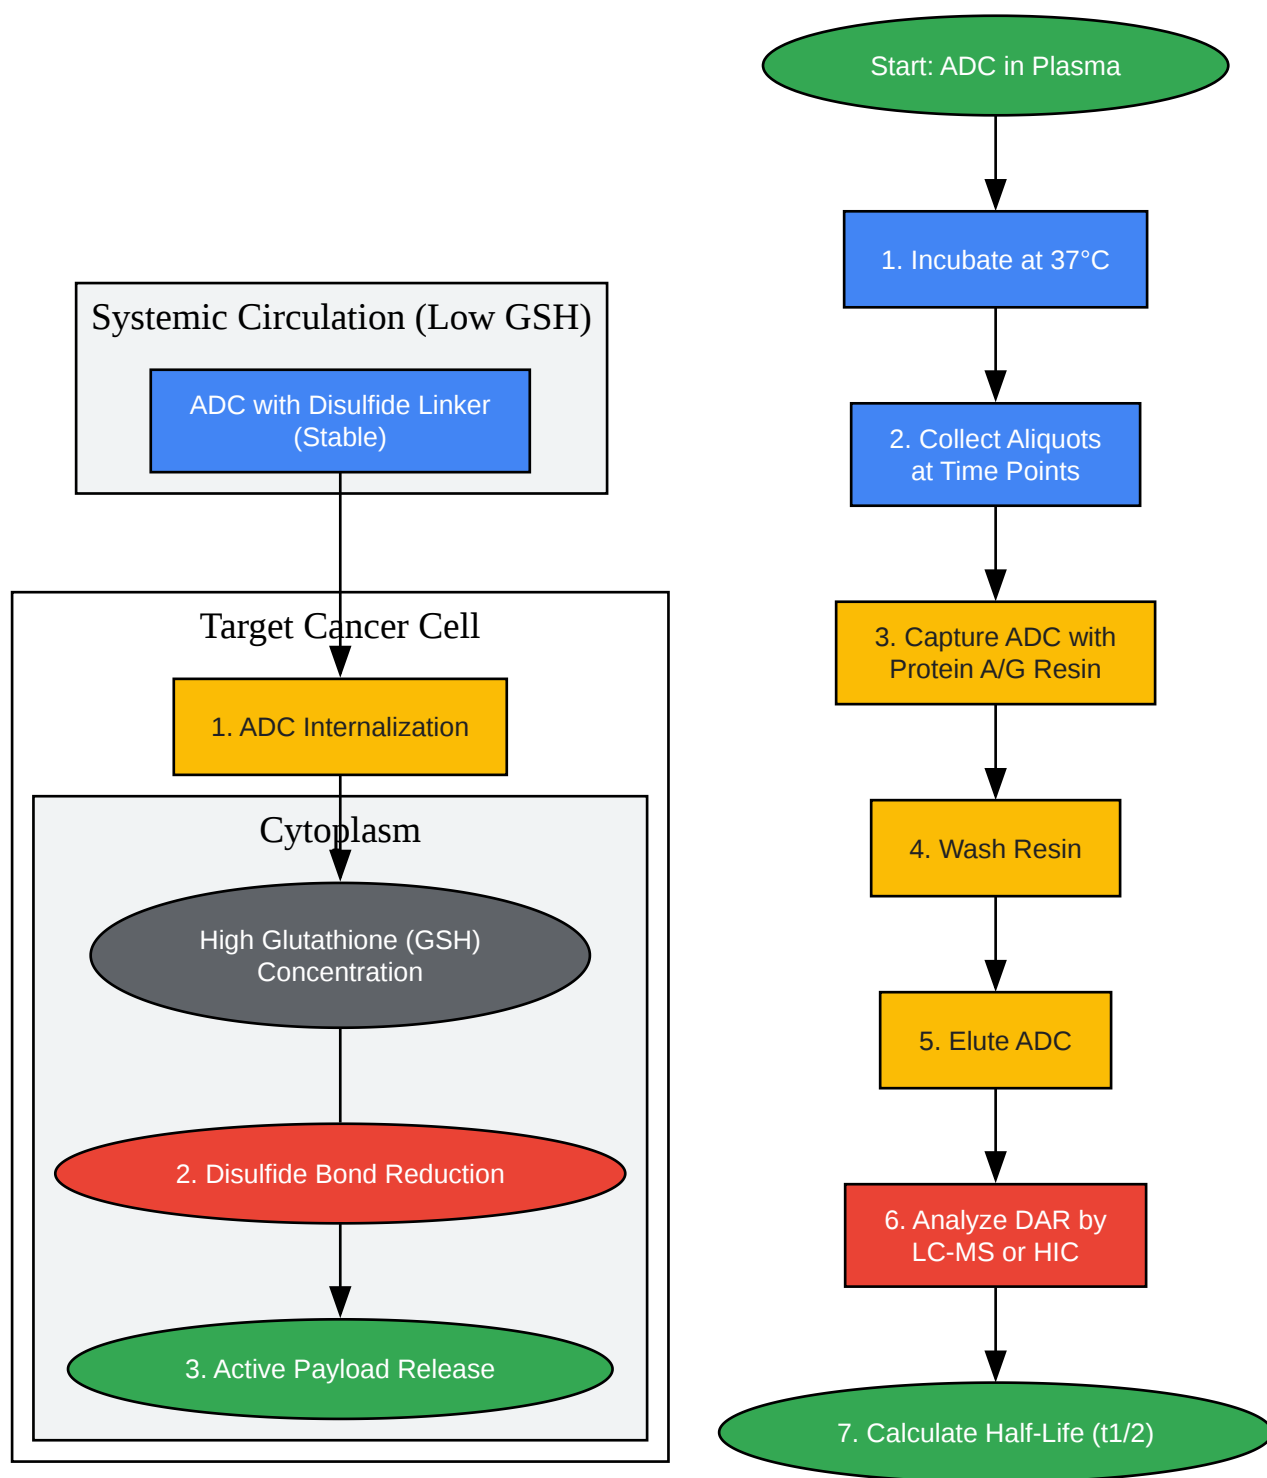 Systemic Circulation (Low GSH)
ADC with Disulfide Linker
(Stable)
Target Cancer Cell
1. ADC Internalization
Cytoplasm
High Glutathione (GSH)
Concentration
2. Disulfide Bond Reduction
3. Active Payload Release
Start: ADC in Plasma
1. Incubate at 37°C
2. Collect Aliquots
at Time Points
3. Capture ADC with
Protein A/G Resin
4. Wash Resin
5. Elute ADC
6. Analyze DAR by
LC-MS or HIC
7. Calculate Half-Life (t1/2)